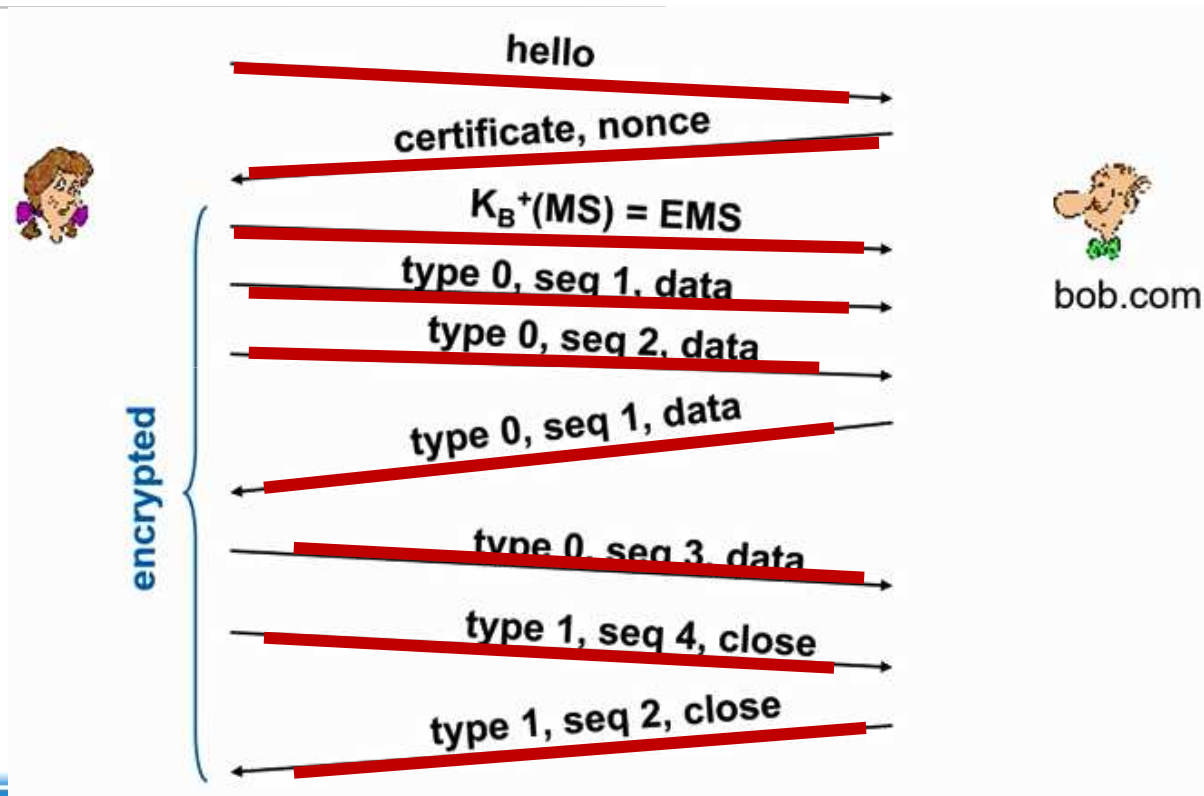 hello
certificate, nonce
K_B^+(MS) = EMS
type 0, seq 1, data
type 0, seq 2, data
type 0, seq 1, data
type 0, seq 3, data
type 1, seq 4, close
type 1, seq 2, close
encrypted
bob.com